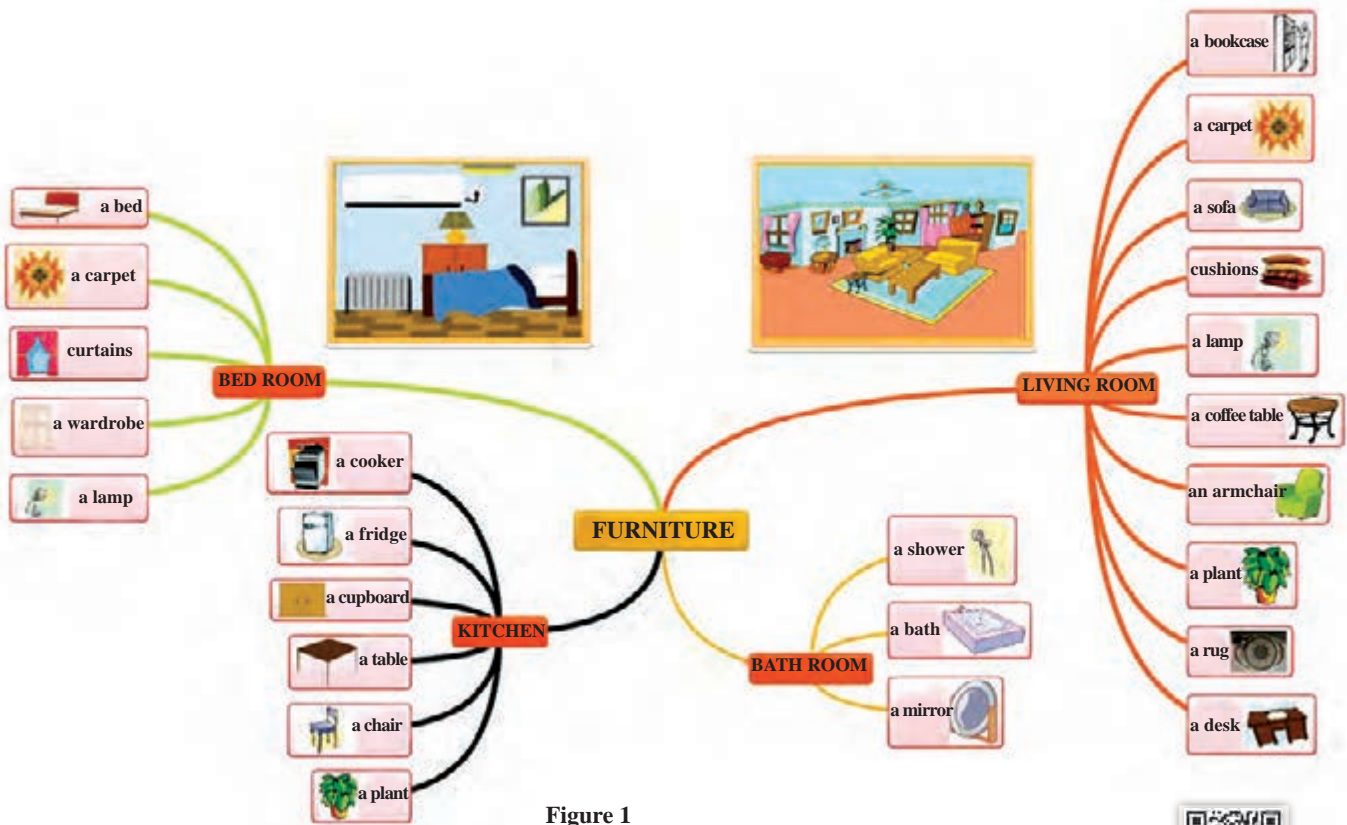 FURNITURE
BED ROOM
a bed
a carpet
curtains
a wardrobe
a lamp
KITCHEN
a cooker
a fridge
a cupboard
a table
a chair
a plant
BATH ROOM
a shower
a bath
a mirror
LIVING ROOM
a bookcase
a carpet
a sofa
cushions
a lamp
a coffee table
an armchair
a plant
a rug
a desk
Figure 1